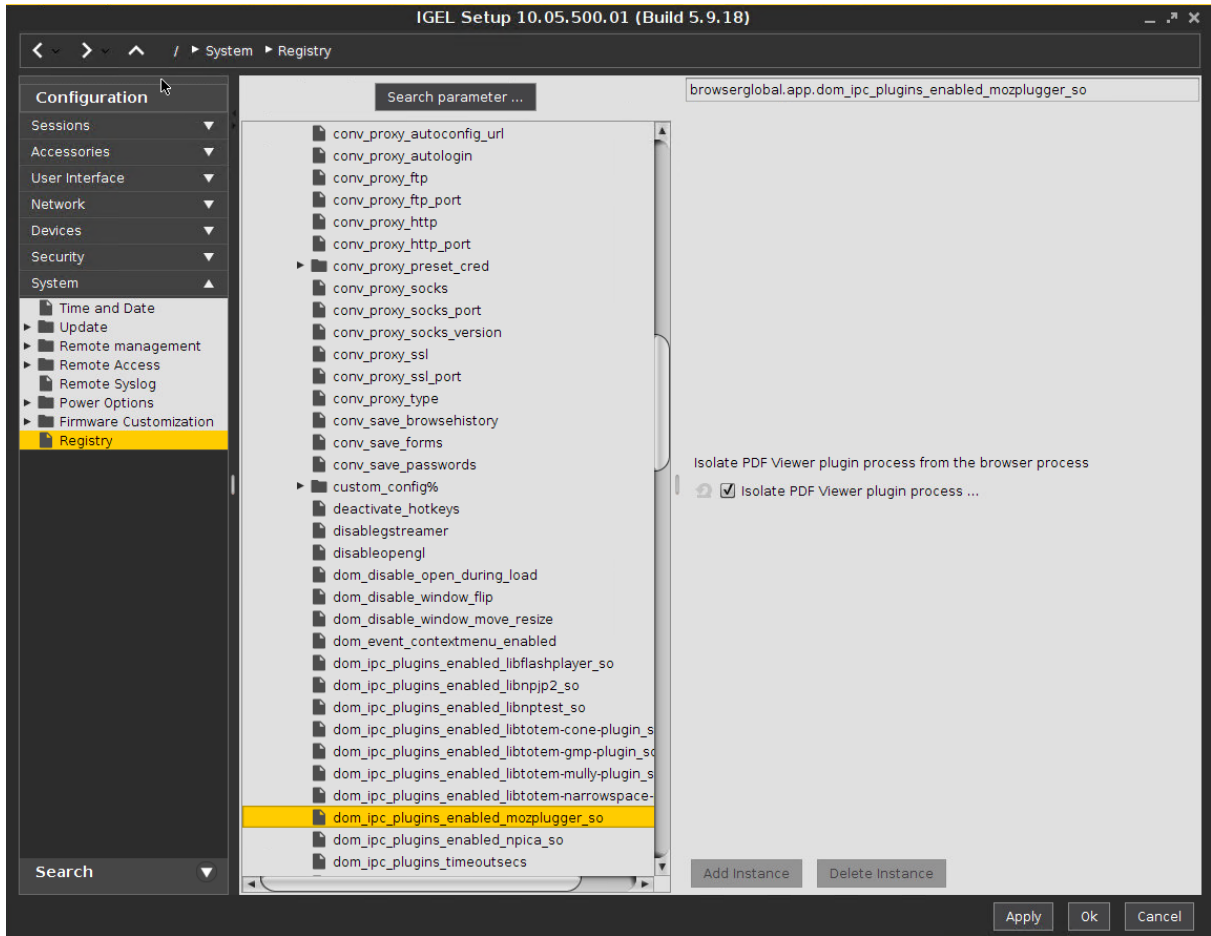 IGEL Setup 10.05.500.01 (Build 5.9.18)
/ System Registry
Configuration
Sessions
Accessories
User Interface
Network
Devices
Security
System
Time and Date
Update
Remote management
Remote Access
Remote Syslog
Power Options
Firmware Customization
Registry
Search
Search parameter ...
conv_proxy_autoconfig_url
conv_proxy_autologin
conv_proxy_ftp
conv_proxy_ftp_port
conv_proxy_http
conv_proxy_http_port
conv_proxy_preset_cred
conv_proxy_socks
conv_proxy_socks_port
conv_proxy_socks_version
conv_proxy_ssl
conv_proxy_ssl_port
conv_proxy_type
conv_save_browsehistory
conv_save_forms
conv_save_passwords
custom_config%
deactivate_hotkeys
disablegstreamer
disableopengl
dom_disable_open_during_load
dom_disable_window_flip
dom_disable_window_move_resize
dom_event_contextmenu_enabled
dom_ipc_plugins_enabled_libflashplayer_so
dom_ipc_plugins_enabled_libnpjp2_so
dom_ipc_plugins_enabled_libnptest_so
dom_ipc_plugins_enabled_libtotem-cone-plugin_s
dom_ipc_plugins_enabled_libtotem-gmp-plugin_so
dom_ipc_plugins_enabled_libtotem-mully-plugin_s
dom_ipc_plugins_enabled_libtotem-narrowspace-
dom_ipc_plugins_enabled_mozplugger_so
dom_ipc_plugins_enabled_npica_so
dom_ipc_plugins_timeoutsecs
browserglobal.app.dom_ipc_plugins_enabled_mozplugger_so
Isolate PDF Viewer plugin process from the browser process
Isolate PDF Viewer plugin process ...
Add Instance Delete Instance
Apply Ok Cancel